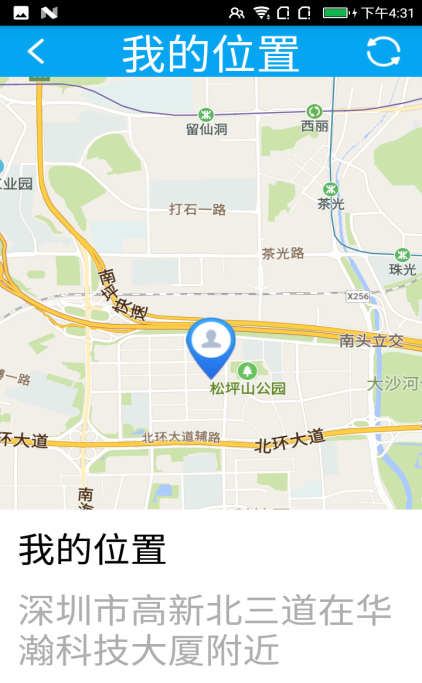 下午4:31
我的位置
留仙洞
西丽
工业园
茶光
打石一路
茶光路
珠光
南坪快速
X256
南头立交
松坪山公园
大沙河
一路
北环大道辅路
环大道
北环大道
南海
我的位置
深圳市高新北三道在华
瀚科技大厦附近